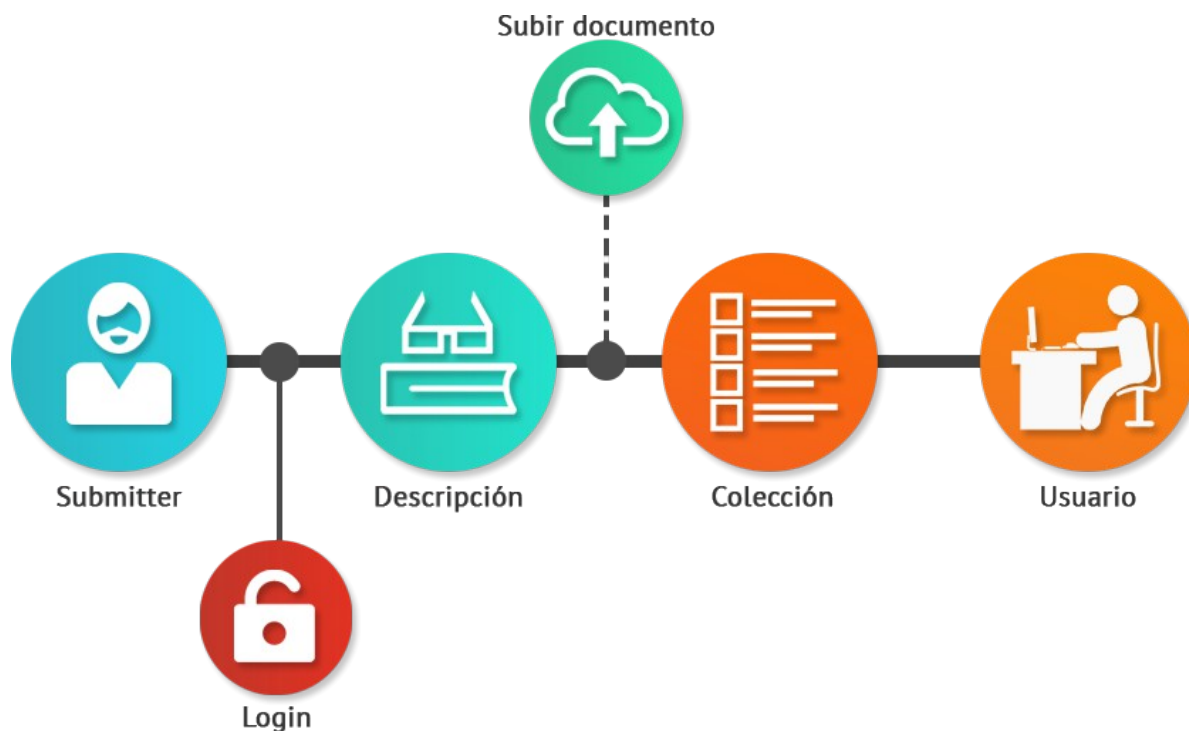 Subir documento
Submitter
Descripción
Colección
Usuario
Login